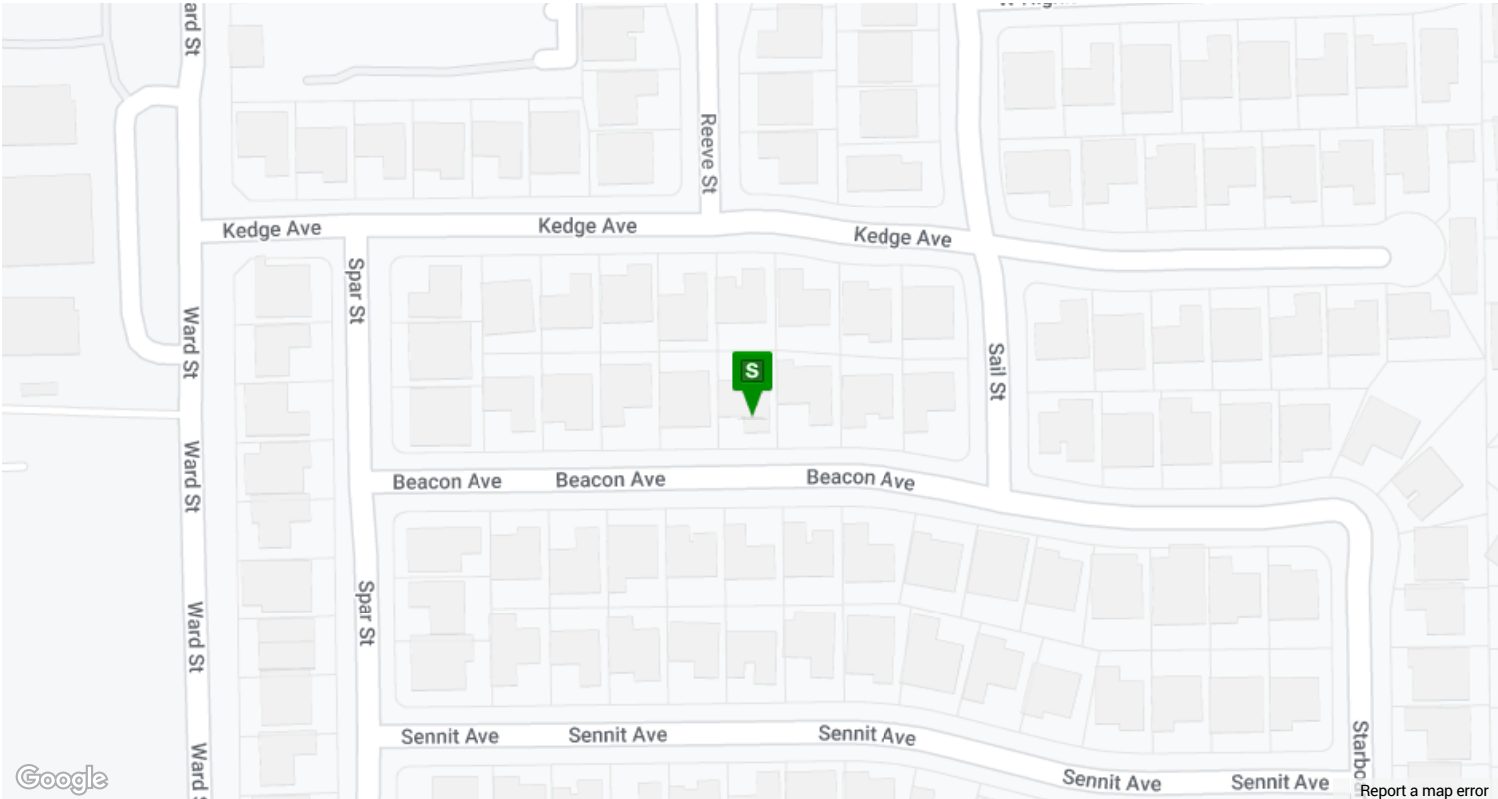 ard St
Reeve St
Kedge Ave
Kedge Ave
Kedge Ave
Spar St
Ward St
Sail St
S
Ward St
Beacon Ave
Beacon Ave
Beacon Ave
Spar St
Ward St
Sennit Ave
Sennit Ave
Sennit Ave
Ward S
Sennit Ave
Sennit Ave
Google
Report a map error